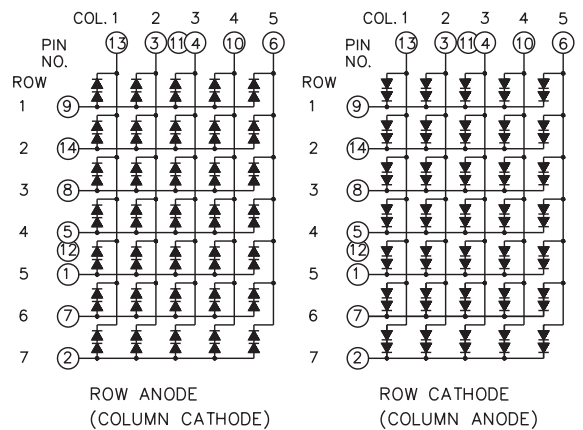 COL. 1 2 3 4 5
PIN NO. 13 3 11 4 10 6
ROW
1 9
2 14
3 8
4 5
12
5 1
6 7
7 2
ROW ANODE
(COLUMN CATHODE)
COL. 1 2 3 4 5
PIN NO. 13 3 11 4 10 6
ROW
1 9
2 14
3 8
4 5
12
5 1
6 7
7 2
ROW CATHODE
(COLUMN ANODE)